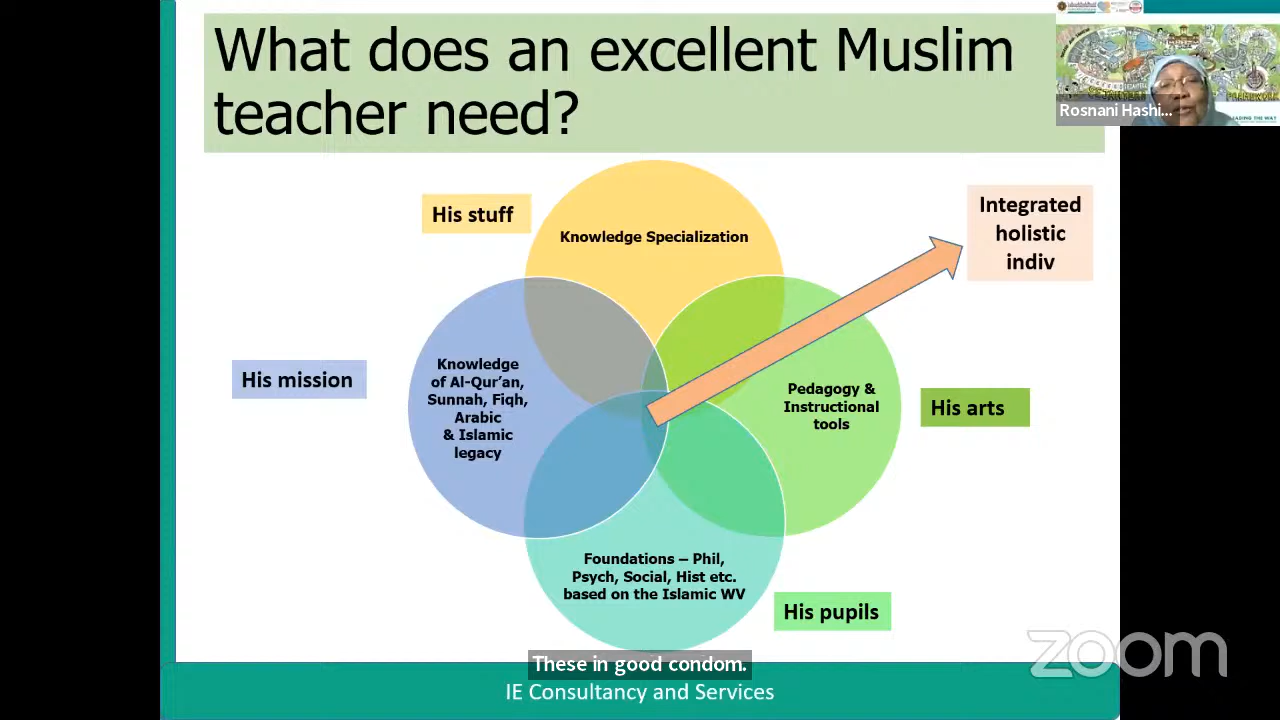 What does an excellent Muslim
teacher need?
Rosnani Hashi...
His stuff
Knowledge Specialization
Integrated
holistic
indiv
His mission
Knowledge
of Al-Qur’an,
Sunnah, Fiqh,
Arabic
& Islamic
legacy
Pedagogy &
Instructional
tools
His arts
Foundations – Phil,
Psych, Social, Hist etc.
based on the Islamic WV
His pupils
These in good condom.
zoom
IE Consultancy and Services